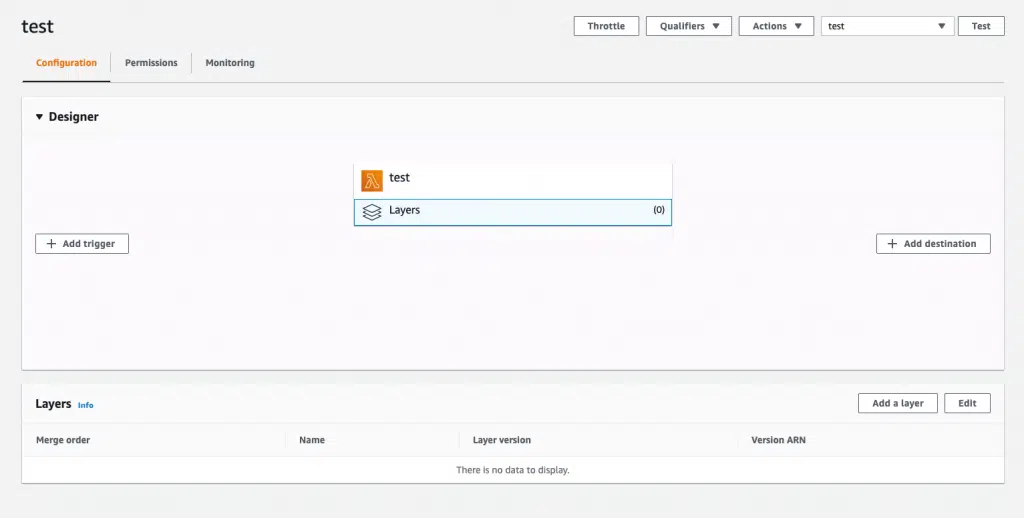 test
Throttle Qualifiers Actions test Test
Configuration Permissions Monitoring
Designer
test
Layers (0)
Add trigger Add destination
Layers Info Add a layer Edit
Merge order Name Layer version Version ARN
There is no data to display.